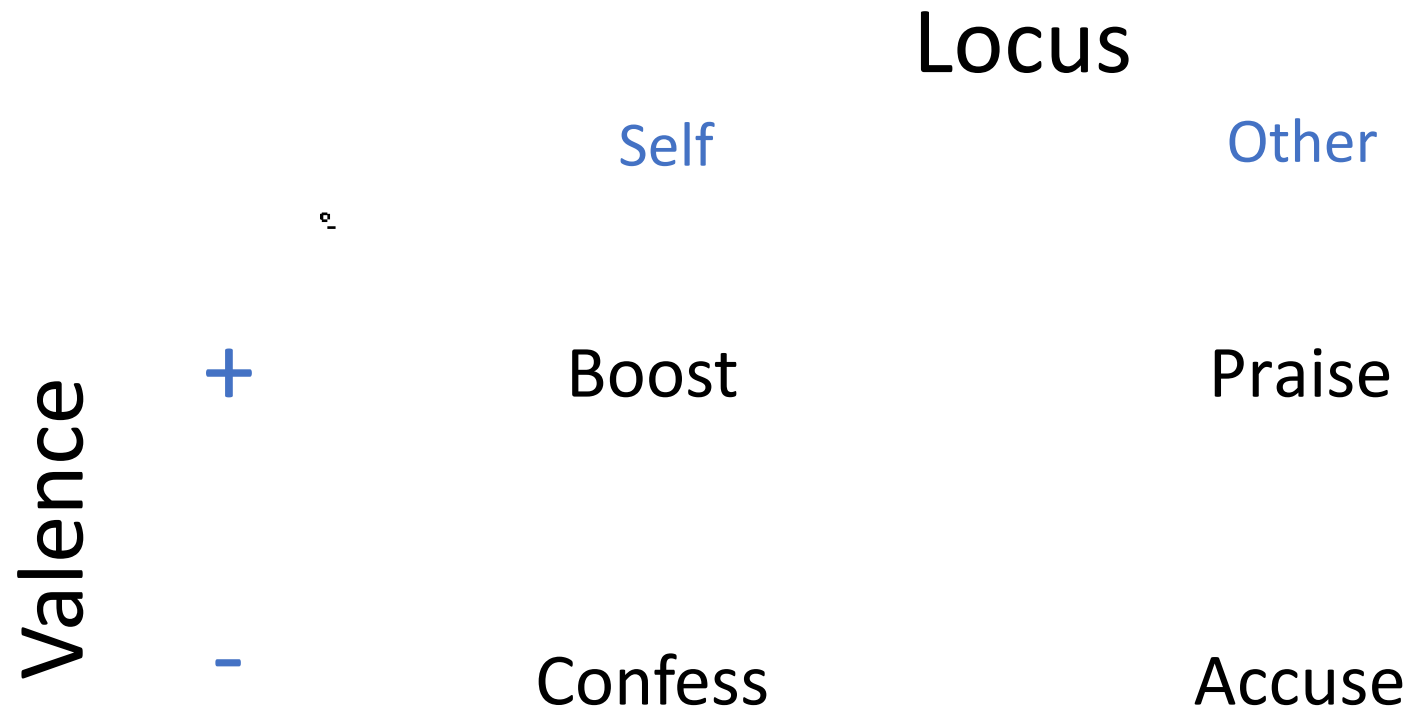 Locus
Self Other
+ Boost Praise
Valence
- Confess Accuse